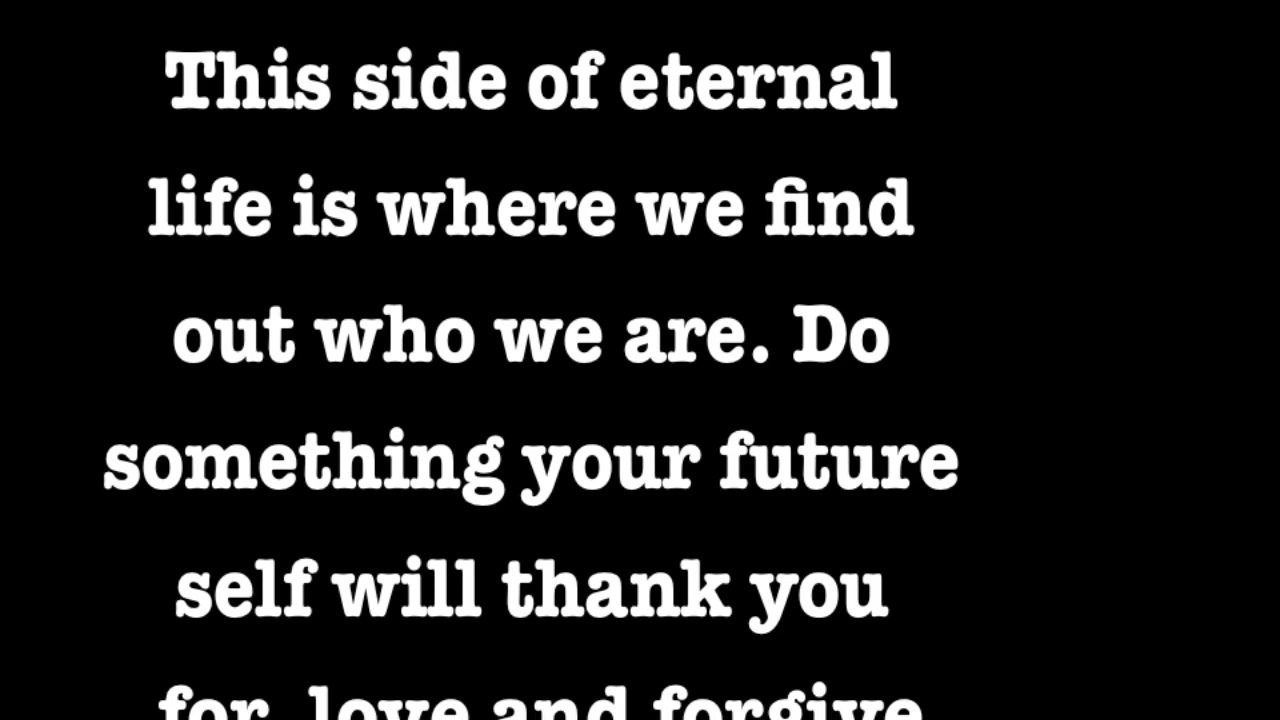 This side of eternal
life is where we find
out who we are. Do
something your future
self will thank you
for, love and forgive